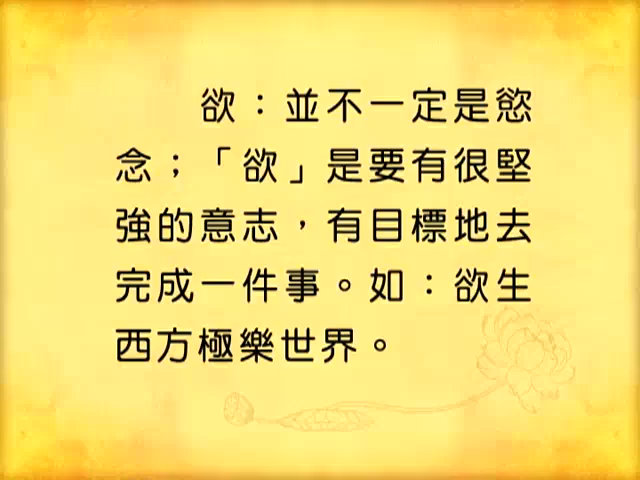 欲：並不一定是慾
念；「欲」是要有很堅
強的意志，有目標地去
完成一件事。如：欲生
西方極樂世界。